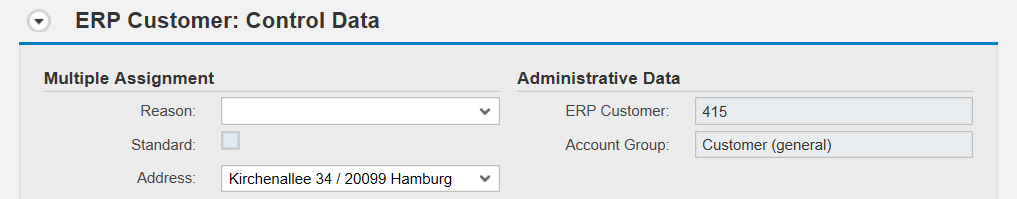 ERP Customer: Control Data
Multiple Assignment
Reason:
Standard:
Address: Kirchenallee 34 / 20099 Hamburg
Administrative Data
ERP Customer: 415
Account Group: Customer (general)